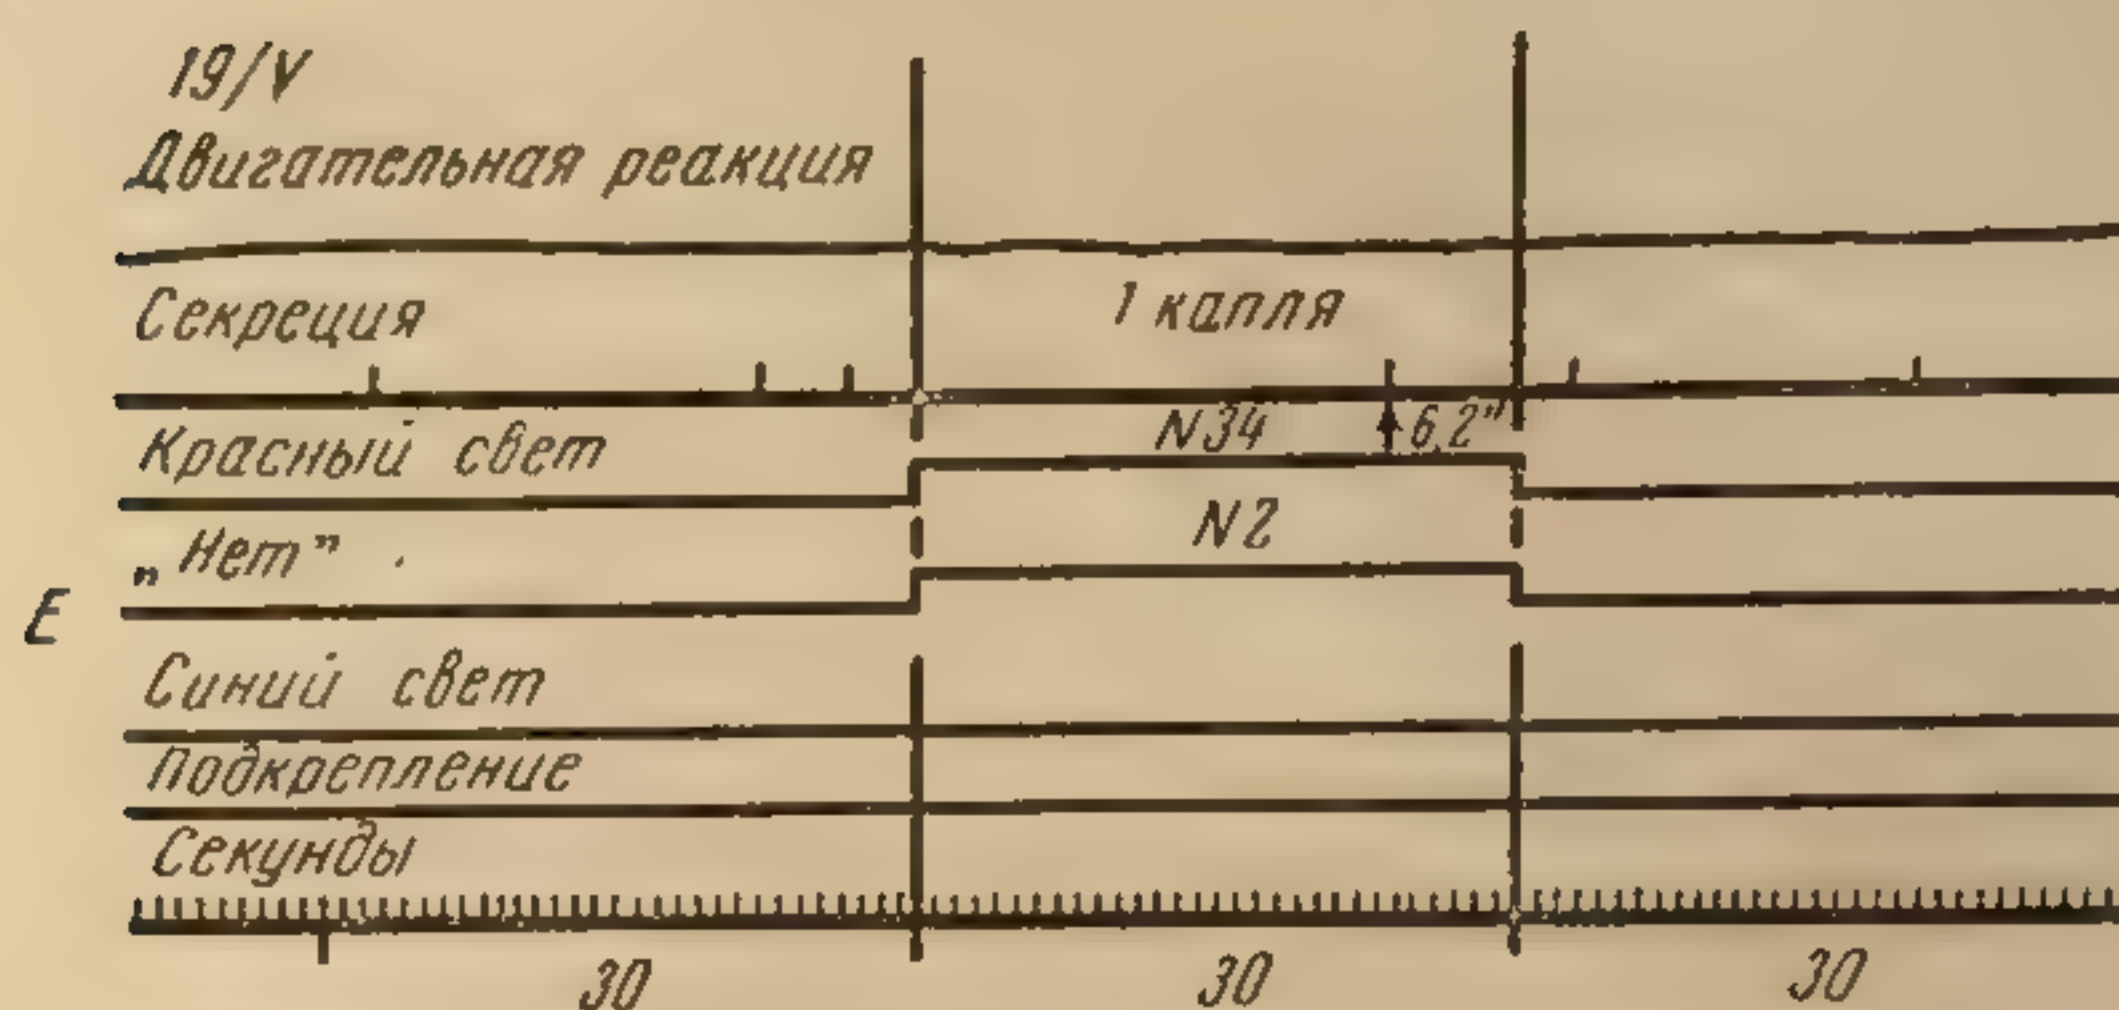 19/V
Двигательная реакция
Секреция
1 капля
Красный свет
N34
6,2"
„Нет”
N2
E
Синий свет
Подкрепление
Секунды
30 30 30